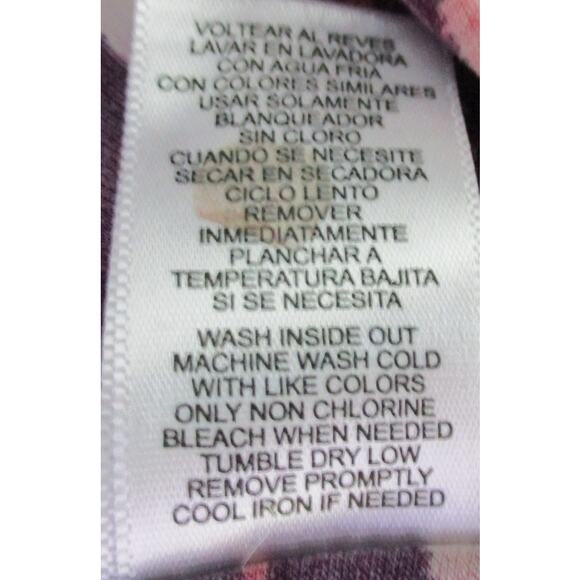 VOLTEAR AL REVES
LAVAR EN LAVADORA
CON AGUA FRIA
CON COLORES SIMILARES
USAR SOLAMENTE
BLANQUEADOR
SIN CLORO
CUANDO SE NECESITE
SECAR EN SECADORA
CICLO LENTO
REMOVER
INMEDIATAMENTE
PLANCHAR A
TEMPERATURA BAJITA
SI SE NECESITA
WASH INSIDE OUT
MACHINE WASH COLD
WITH LIKE COLORS
ONLY NON CHLORINE
BLEACH WHEN NEEDED
TUMBLE DRY LOW
REMOVE PROMPTLY
COOL IRON IF NEEDED